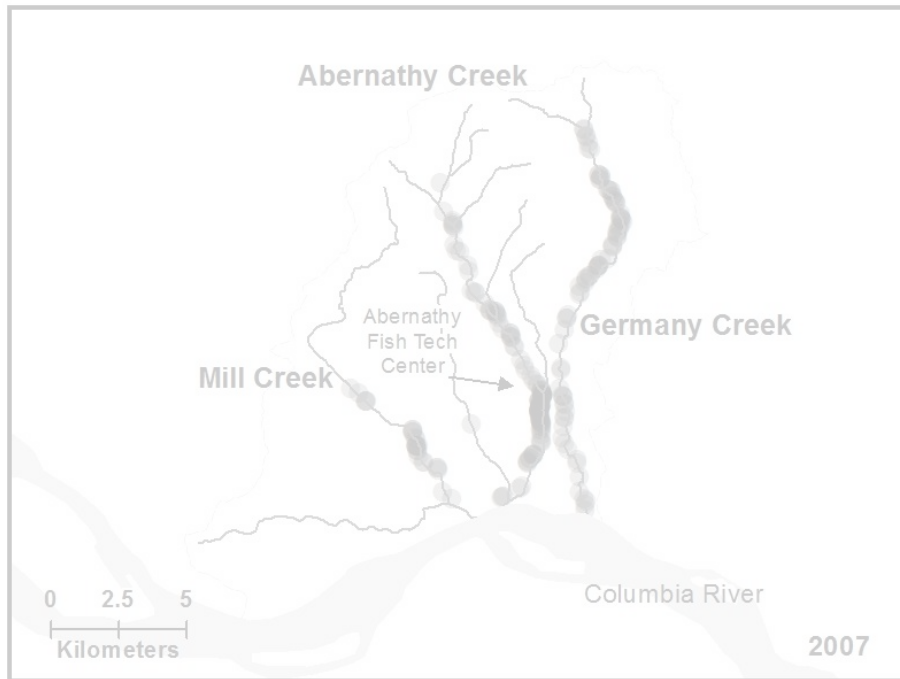 Abernathy Creek
Abernathy
Fish Tech
Center
Germany Creek
Mill Creek
Columbia River
0 2.5 5
Kilometers
2007